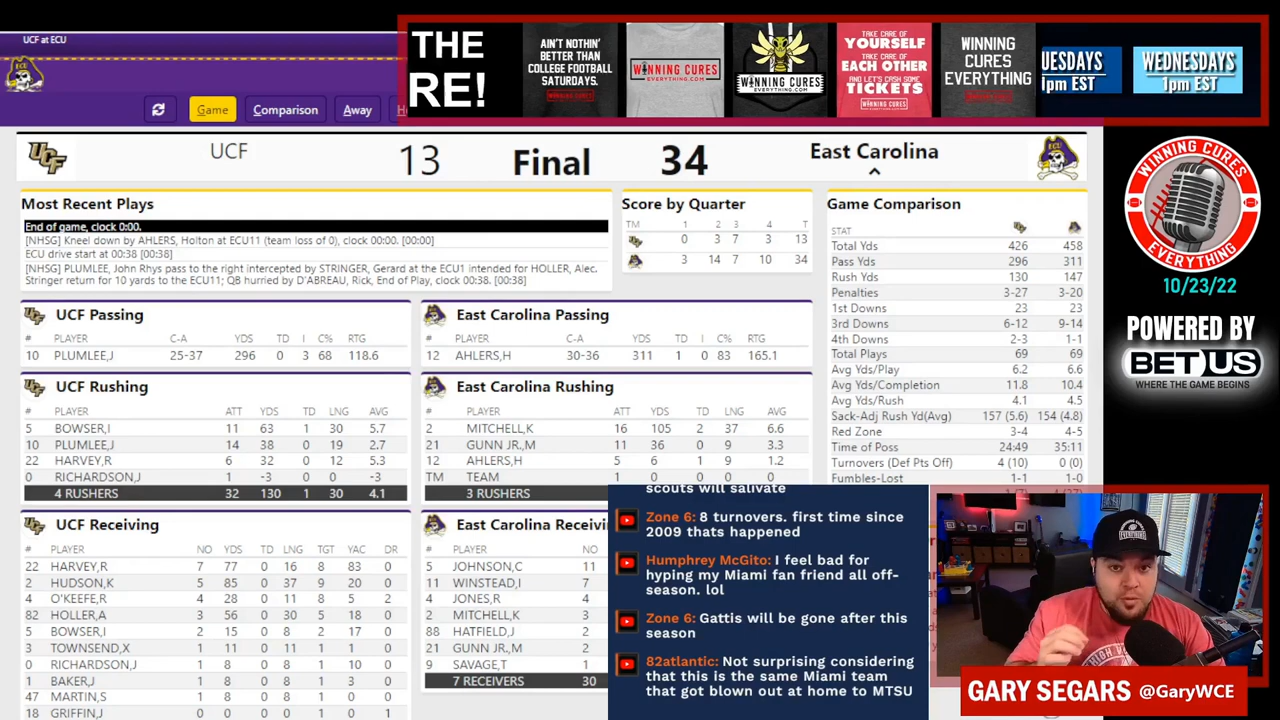 UCF at ECU
THE
RE!
AIN'T NOTHIN'
BETTER THAN
COLLEGE FOOTBALL
SATURDAYS.
WINNING CURES
EVERYTHING.COM
WINNING CURES
EVERYTHING.COM
TAKE CARE OF
YOURSELF
TAKE CARE OF
EACH OTHER
AND LET'S CASH SOME
TICKETS
WINNING CURES
WINNING
CURES
EVERYTHING
UESDAYS
1pm EST
WEDNESDAYS
1pm EST
Game
Comparison
Away
H
UCF
UCF 13 Final 34 East Carolina
Most Recent Plays
End of game, clock 0:00.
[NHSG] Kneel down by AHLERS, Holton at ECU11 (team loss of 0), clock 00:00. [00:00]
ECU drive start at 00:38 [00:38]
[NHSG] PLUMLEE, John Rhys pass to the right intercepted by STRINGER, Gerard at the ECU1 intended for HOLLER, Alec.
Stringer return for 10 yards to the ECU11; QB hurried by D'ABREAU, Rick, End of Play, clock 00:38. [00:38]
Score by Quarter
TM 1 2 3 4 T
0 3 7 3 13
3 14 7 10 34
Game Comparison
STAT
Total Yds 426 458
Pass Yds 296 311
Rush Yds 130 147
Penalties 3-27 3-20
1st Downs 23 23
3rd Downs 6-12 9-14
4th Downs 2-3 1-1
Total Plays 69 69
Avg Yds/Play 6.2 6.6
Avg Yds/Completion 11.8 10.4
Avg Yds/Rush 4.1 4.5
Sack-Adj Rush Yd(Avg) 157 (5.6) 154 (4.8)
Red Zone 3-4 4-5
Time of Poss 24:49 35:11
Turnovers (Def Pts Off) 4 (10) 0 (0)
Fumbles-Lost 1-1 1-0
UCF Passing
# PLAYER C-A YDS TD I C% RTG
10 PLUMLEE,J 25-37 296 0 3 68 118.6
East Carolina Passing
# PLAYER C-A YDS TD I C% RTG
12 AHLERS,H 30-36 311 1 0 83 165.1
UCF Rushing
# PLAYER ATT YDS TD LNG AVG
5 BOWSER,I 11 63 1 30 5.7
10 PLUMLEE,J 14 38 0 19 2.7
22 HARVEY,R 6 32 0 12 5.3
0 RICHARDSON,J 1 -3 0 0 -3
4 RUSHERS 32 130 1 30 4.1
East Carolina Rushing
# PLAYER ATT YDS TD LNG AVG
2 MITCHELL,K 16 105 2 37 6.6
21 GUNN JR.,M 11 36 0 9 3.3
12 AHLERS,H 5 6 1 9 1.2
TM TEAM 1 0 0 0 0
3 RUSHERS
UCF Receiving
# PLAYER NO YDS TD LNG TGT YAC DR
22 HARVEY,R 7 77 0 16 8 83 0
2 HUDSON,K 5 85 0 37 9 20 0
4 O'KEEFE,R 4 28 0 11 8 5 2
82 HOLLER,A 3 56 0 30 5 18 0
5 BOWSER,I 2 15 0 8 2 17 0
3 TOWNSEND,X 1 11 0 11 1 1 0
0 RICHARDSON,J 1 8 0 8 1 10 0
1 BAKER,J 1 8 0 8 1 3 0
47 MARTIN,S 1 8 0 8 1 0 0
18 GRIFFIN,J 0 0 0 0 1 0 1
East Carolina Receivi
# PLAYER NO
5 JOHNSON,C 11
11 WINSTEAD,I 7
4 JONES,R 4
2 MITCHELL,K 3
88 HATFIELD,J 2
21 GUNN JR.,M 2
9 SAVAGE,T 1
7 RECEIVERS 30
scouts will salivate
Zone 6: 8 turnovers. first time since
2009 thats happened
Humphrey McGito: I feel bad for
hyping my Miami fan friend all off-
season. lol
Zone 6: Gattis will be gone after this
season
82atlantic: Not surprising considering
that this is the same Miami team
that got blown out at home to MTSU
WINNING CURES
EVERYTHING
10/23/22
POWERED BY
BETUS
WHERE THE GAME BEGINS
GARY SEGARS @GaryWCE